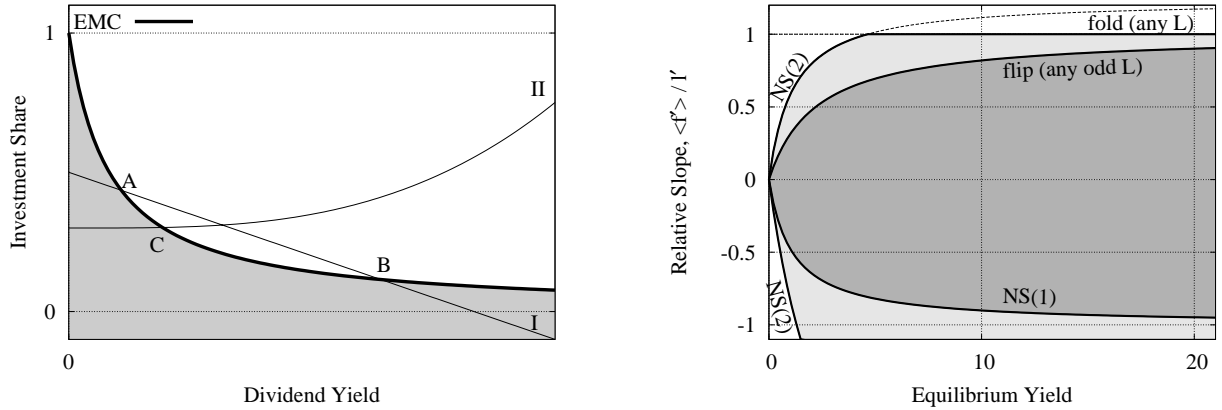 EMC
1
Investment Share
II
A
C
B
I
0
0
Dividend Yield
1
0.5
0
-0.5
-1
Relative Slope, <f′> / l′
fold (any L)
NS(2)
flip (any odd L)
NS(1)
NS(2)
0
10
20
Equilibrium Yield